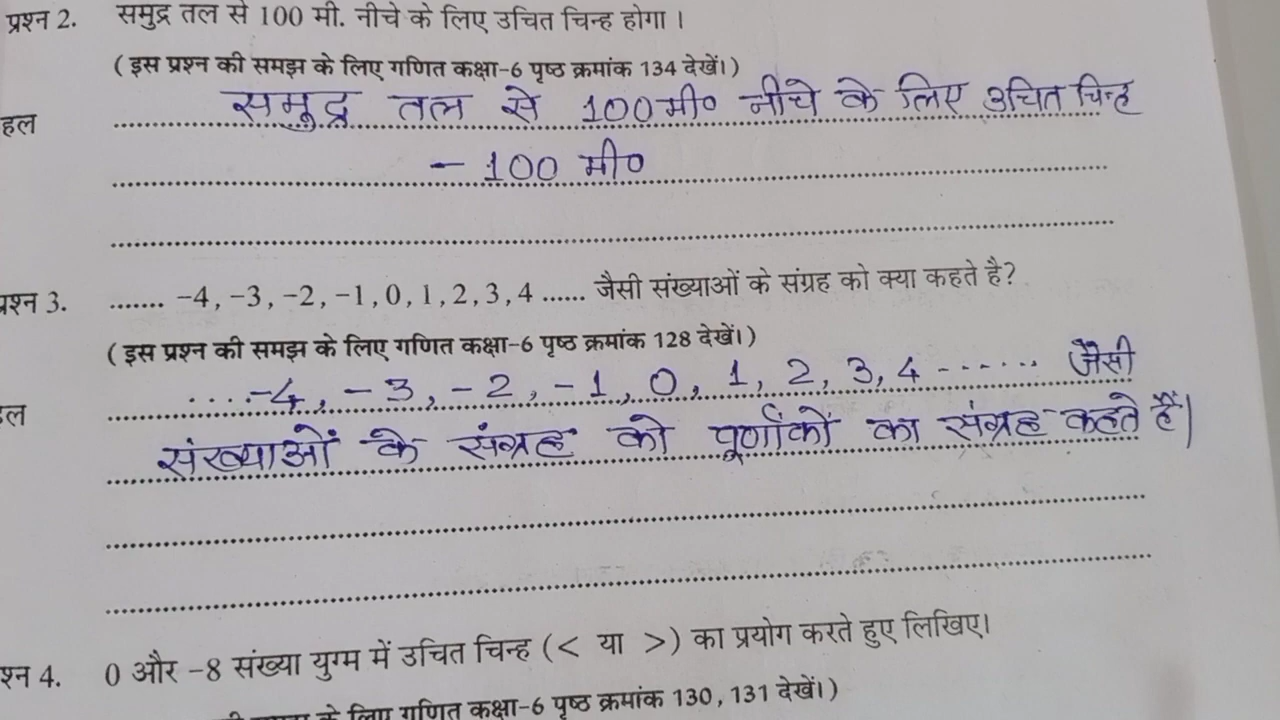 प्रश्न 2. समुद्र तल से 100 मी. नीचे के लिए उचित चिन्ह होगा ।
( इस प्रश्न की समझ के लिए गणित कक्षा-6 पृष्ठ क्रमांक 134 देखें।)
हल समुद्र तल से 100 मी० नीचे के लिए उचित चिन्ह
- 100 मी०
प्रश्न 3. ....... -4, -3, -2, -1, 0, 1, 2, 3, 4 ...... जैसी संख्याओं के संग्रह को क्या कहते है?
( इस प्रश्न की समझ के लिए गणित कक्षा-6 पृष्ठ क्रमांक 128 देखें।)
हल ....-4, -3, -2, -1, 0, 1, 2, 3, 4 ------ जैसी
संख्याओं के संग्रह को पूर्णांकों का संग्रह कहते हैं|
श्न 4. 0 और -8 संख्या युग्म में उचित चिन्ह (< या >) का प्रयोग करते हुए लिखिए।
के लिए गणित कक्षा-6 पृष्ठ क्रमांक 130, 131 देखें।)